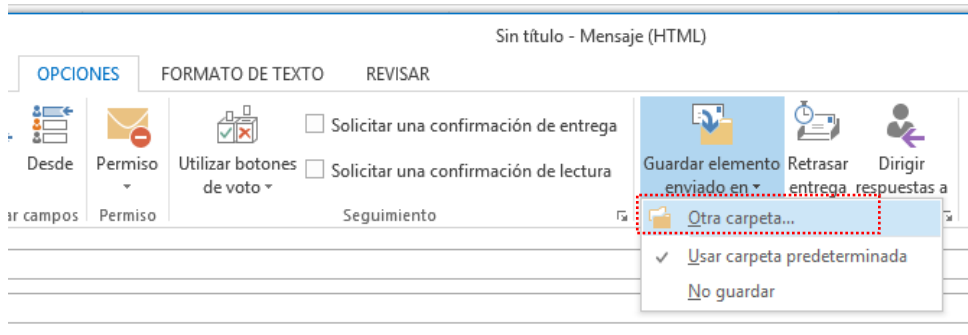 Sin título - Mensaje (HTML)
OPCIONES FORMATO DE TEXTO REVISAR
Desde
Permiso
Utilizar botones
de voto
Solicitar una confirmación de entrega
Solicitar una confirmación de lectura
Guardar elemento
enviado en
Retrasar
entrega
Dirigir
respuestas a
campos Permiso Seguimiento
Otra carpeta...
Usar carpeta predeterminada
No guardar